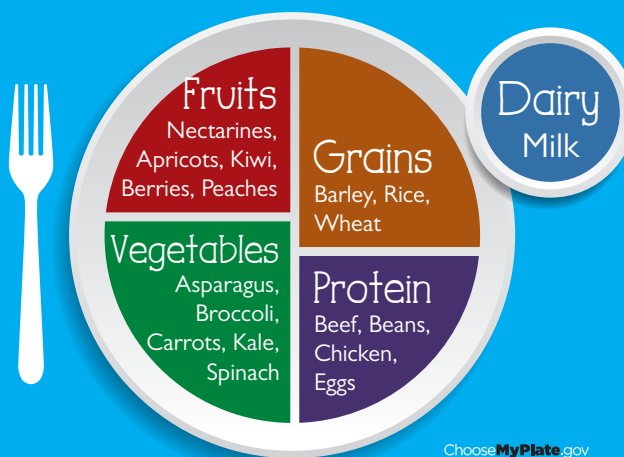 Fruits
Nectarines,
Apricots, Kiwi,
Berries, Peaches
Grains
Barley, Rice,
Wheat
Dairy
Milk
Vegetables
Asparagus,
Broccoli,
Carrots, Kale,
Spinach
Protein
Beef, Beans,
Chicken,
Eggs
ChooseMyPlate.gov